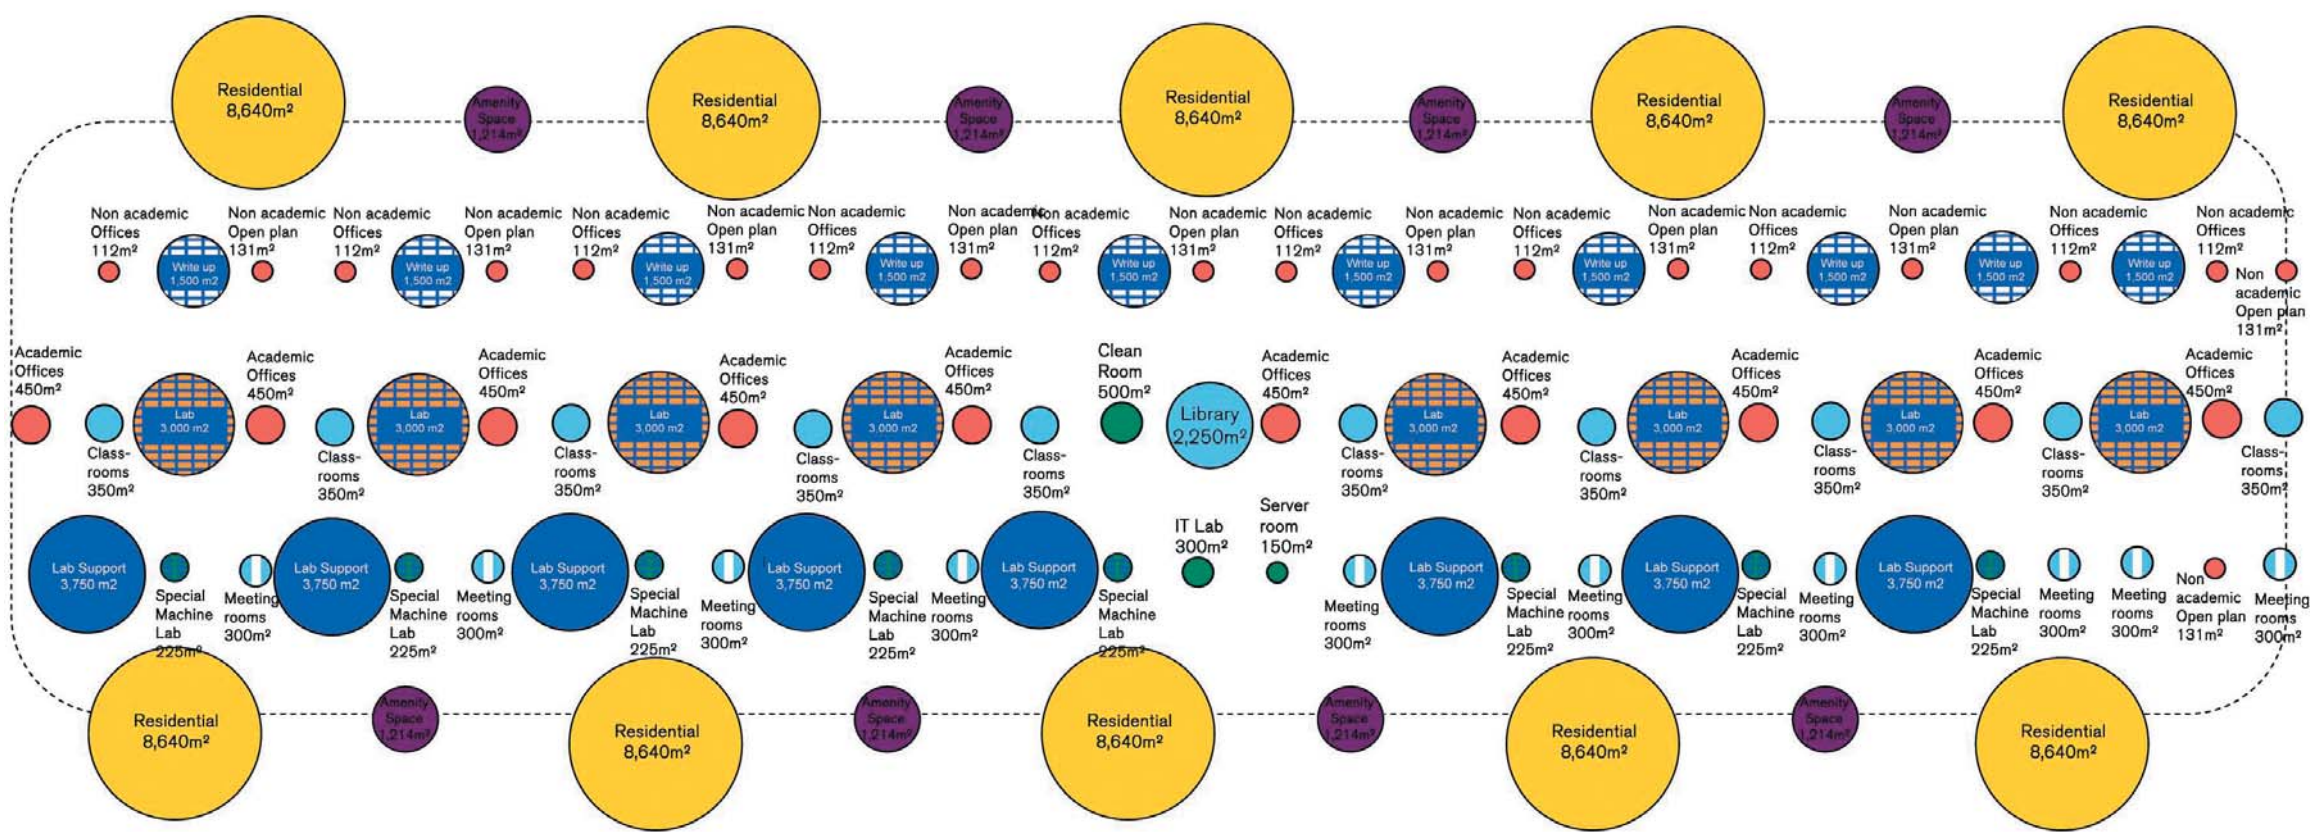 Residential
8,640m²
Amenity
Space
1,214m²
Residential
8,640m²
Amenity
Space
1,214m²
Residential
8,640m²
Amenity
Space
1,214m²
Residential
8,640m²
Amenity
Space
1,214m²
Residential
8,640m²
Non academic
Offices
112m²
Write up
1,500 m2
Non academic
Open plan
131m²
Non academic
Offices
112m²
Write up
1,500 m2
Non academic
Open plan
131m²
Non academic
Offices
112m²
Write up
1,500 m2
Non academic
Open plan
131m²
Non academic
Offices
112m²
Write up
1,500 m2
Non academic
Open plan
131m²
Non academic
Offices
112m²
Write up
1,500 m2
Non academic
Open plan
131m²
Non academic
Offices
112m²
Write up
1,500 m2
Non academic
Open plan
131m²
Non academic
Offices
112m²
Write up
1,500 m2
Non academic
Open plan
131m²
Non academic
Offices
112m²
Write up
1,500 m2
Non academic
Open plan
131m²
Write up
1,500 m2
Non academic
Offices
112m²
Write up
1,500 m2
Non academic
Offices
112m²
Non
academic
Open plan
131m²
Academic
Offices
450m²
Class-
rooms
350m²
Lab
3,000 m2
Academic
Offices
450m²
Class-
rooms
350m²
Lab
3,000 m2
Academic
Offices
450m²
Class-
rooms
350m²
Lab
3,000 m2
Academic
Offices
450m²
Class-
rooms
350m²
Lab
3,000 m2
Academic
Offices
450m²
Class-
rooms
350m²
Clean
Room
500m²
Library
2,250m²
Academic
Offices
450m²
Class-
rooms
350m²
Lab
3,000 m2
Academic
Offices
450m²
Class-
rooms
350m²
Lab
3,000 m2
Academic
Offices
450m²
Class-
rooms
350m²
Lab
3,000 m2
Academic
Offices
450m²
Class-
rooms
350m²
Lab
3,000 m2
Academic
Offices
450m²
Class-
rooms
350m²
Lab Support
3,750 m2
Special
Machine
Lab
225m²
Meeting
rooms
300m²
Lab Support
3,750 m2
Special
Machine
Lab
225m²
Meeting
rooms
300m²
Lab Support
3,750 m2
Special
Machine
Lab
225m²
Meeting
rooms
300m²
Lab Support
3,750 m2
Special
Machine
Lab
225m²
Meeting
rooms
300m²
Lab Support
3,750 m2
Special
Machine
Lab
225m²
IT Lab
300m²
Server
room
150m²
Meeting
rooms
300m²
Lab Support
3,750 m2
Special
Machine
Lab
225m²
Meeting
rooms
300m²
Lab Support
3,750 m2
Special
Machine
Lab
225m²
Meeting
rooms
300m²
Lab Support
3,750 m2
Special
Machine
Lab
225m²
Meeting
rooms
300m²
Meeting
rooms
300m²
Non
academic
Open plan
131m²
Meeting
rooms
300m²
Residential
8,640m²
Amenity
Space
1,214m²
Residential
8,640m²
Amenity
Space
1,214m²
Residential
8,640m²
Amenity
Space
1,214m²
Residential
8,640m²
Amenity
Space
1,214m²
Residential
8,640m²